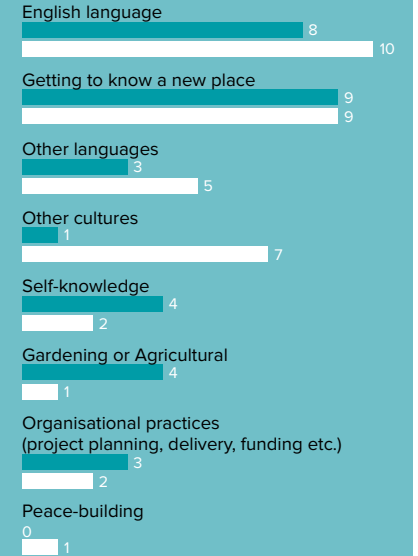 English language
8
10
Getting to know a new place
9
9
Other languages
3
5
Other cultures
1
7
Self-knowledge
4
2
Gardening or Agricultural
4
1
Organisational practices
(project planning, delivery, funding etc.)
3
2
Peace-building
0
1